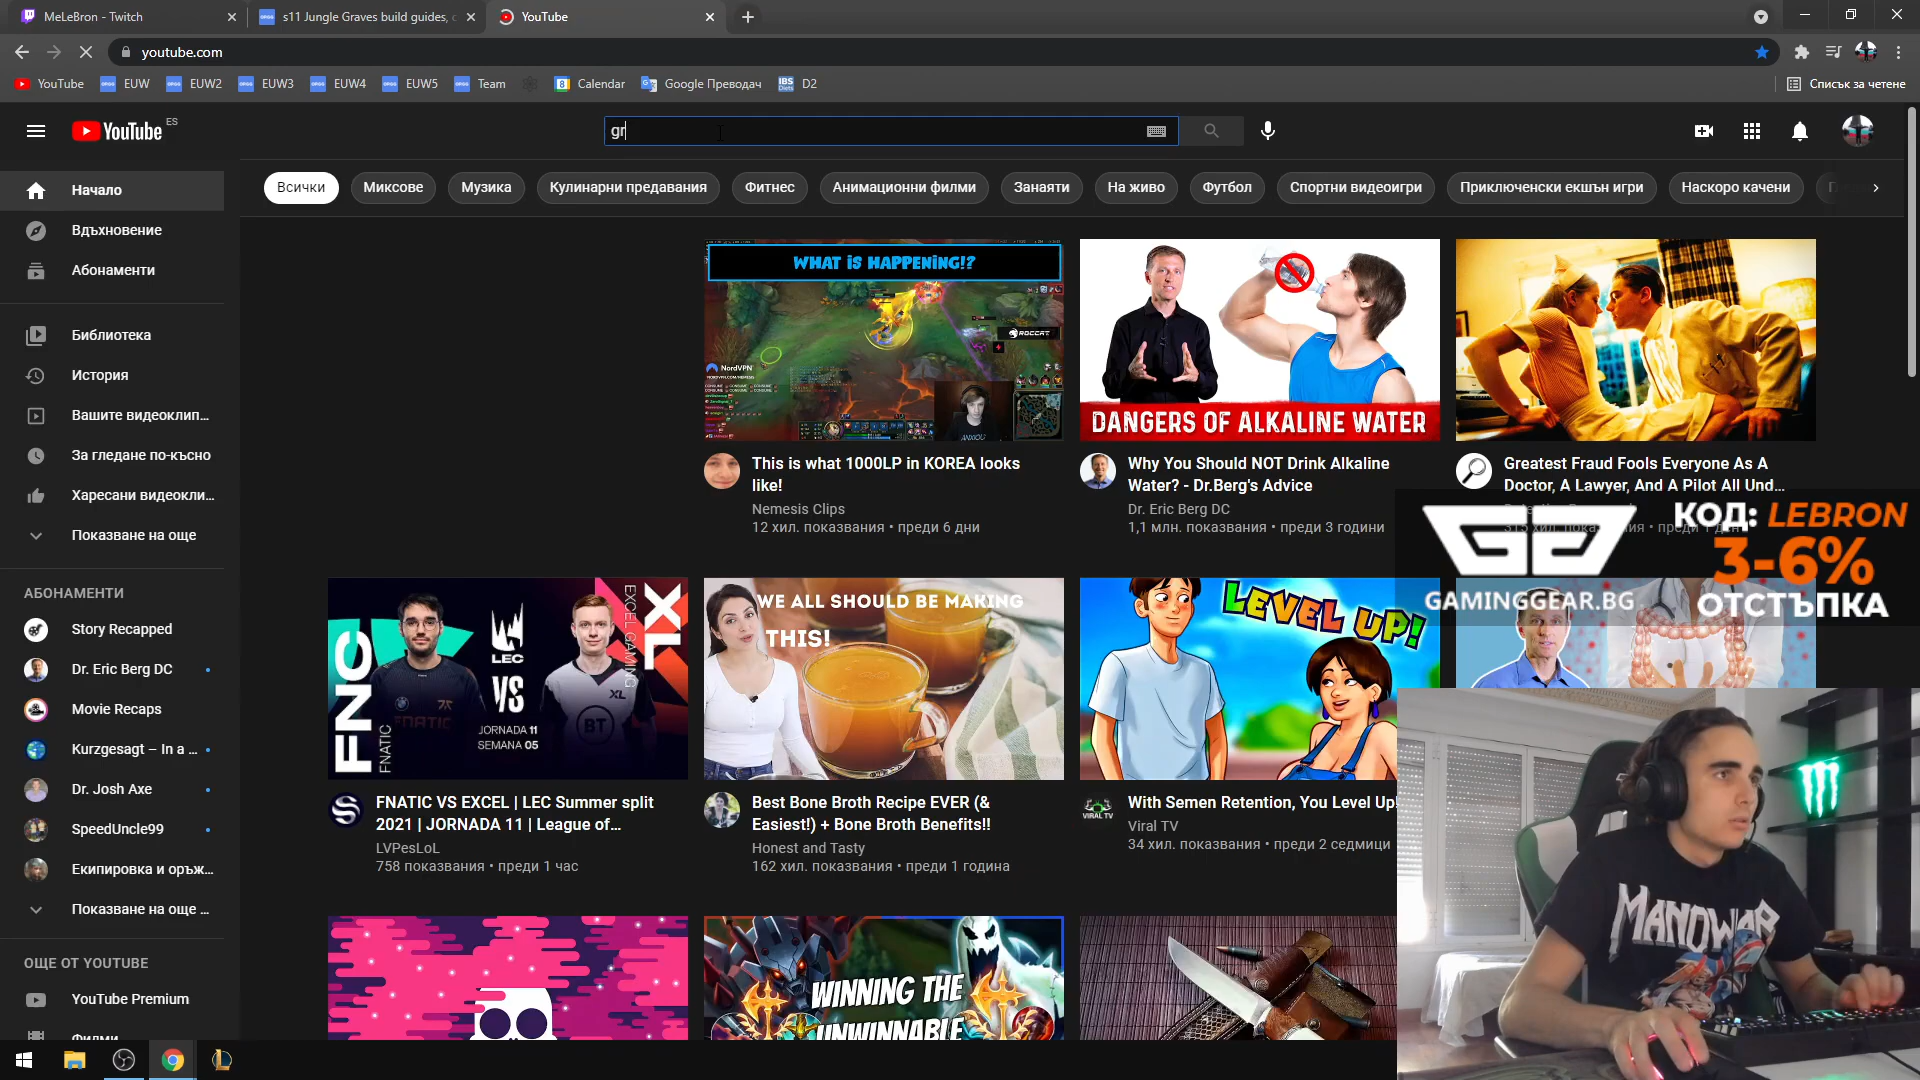 MeLeBron - Twitch
s11 Jungle Graves build guides, c
YouTube
youtube.com
YouTube
EUW
EUW2
EUW3
EUW4
EUW5
Team
Calendar
Google Преводач
D2
Списък за четене
YouTube ES
gr
Начало
Вдъхновение
Абонаменти
Библиотека
История
Вашите видеоклип...
За гледане по-късно
Харесани видеокли...
Показване на още
АБОНАМЕНТИ
Story Recapped
Dr. Eric Berg DC
Movie Recaps
Kurzgesagt – In a ...
Dr. Josh Axe
SpeedUncle99
Екипировка и оръж...
Показване на още ...
ОЩЕ ОТ YOUTUBE
YouTube Premium
Филми
Всички
Миксове
Музика
Кулинарни предавания
Фитнес
Анимационни филми
Занаяти
На живо
Футбол
Спортни видеоигри
Приключенски екшън игри
Наскоро качени
WHAT IS HAPPENING!?
ROCCAT
NordVPN
This is what 1000LP in KOREA looks
like!
Nemesis Clips
12 хил. показвания • преди 6 дни
DANGERS OF ALKALINE WATER
Why You Should NOT Drink Alkaline
Water? - Dr.Berg's Advice
Dr. Eric Berg DC
1,1 млн. показвания • преди 3 години
Greatest Fraud Fools Everyone As A
Doctor, A Lawyer, And A Pilot All Und...
GAMINGGEAR.BG
КОД: LEBRON
3-6%
ОТСТЪПКА
FNC
FNATIC
FNATIC
LEC
VS
JORNADA 11
SEMANA 05
EXCEL GAMING
XL
XL
BT
FNATIC VS EXCEL | LEC Summer split
2021 | JORNADA 11 | League of...
LVPesLoL
758 показвания • преди 1 час
WE ALL SHOULD BE MAKING
THIS!
Best Bone Broth Recipe EVER (&
Easiest!) + Bone Broth Benefits!!
Honest and Tasty
162 хил. показвания • преди 1 година
LEVEL UP!
VIRAL TV
With Semen Retention, You Level Up
Viral TV
34 хил. показвания • преди 2 седмици
WINNING THE
UNWINNABLE
MANOWAR